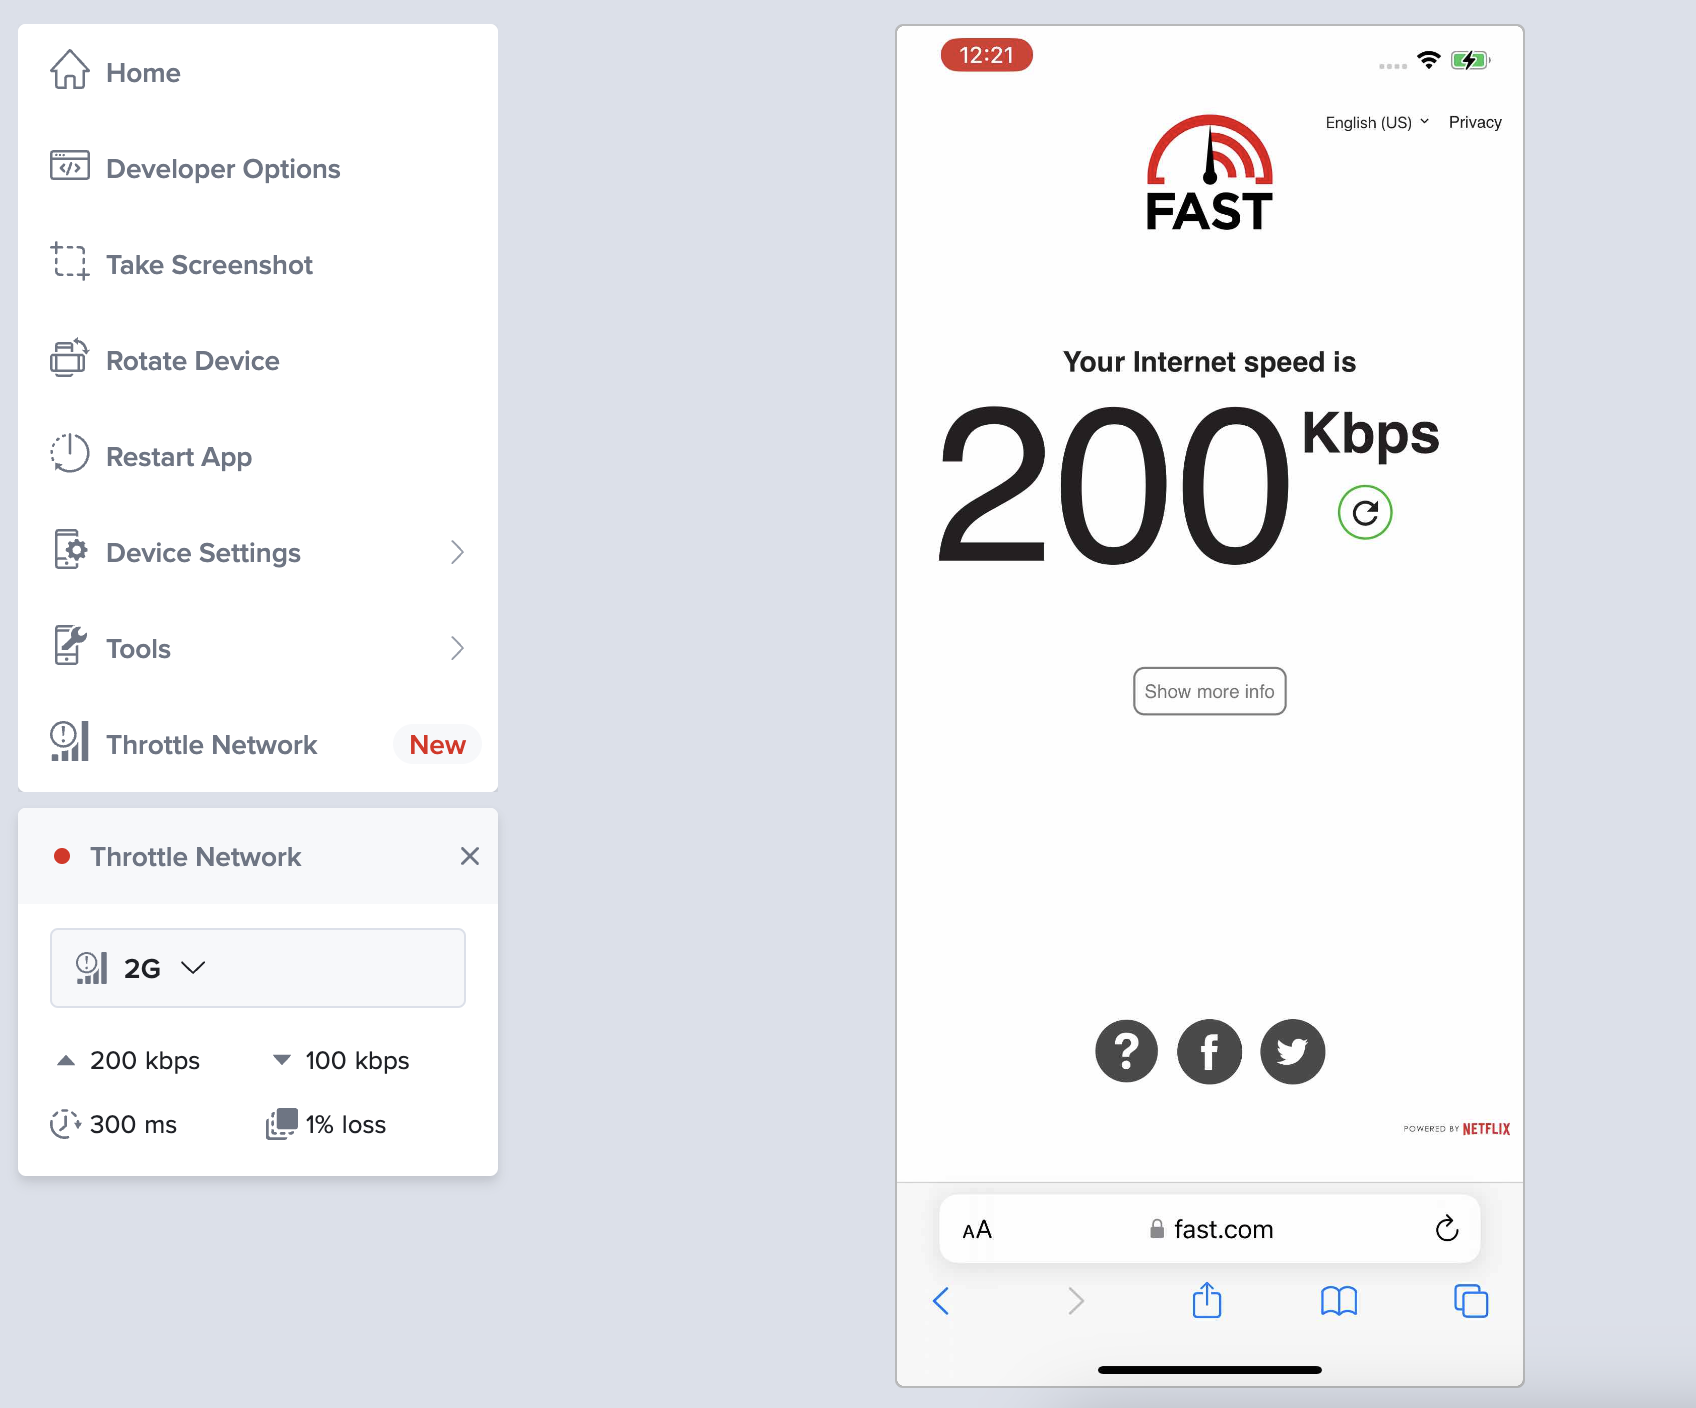 Home
Developer Options
Take Screenshot
Rotate Device
Restart App
Device Settings
Tools
Throttle Network New
Throttle Network
2G
200 kbps 100 kbps
300 ms 1% loss
12:21
English (US) Privacy
FAST
Your Internet speed is
200 Kbps
Show more info
POWERED BY NETFLIX
AA fast.com